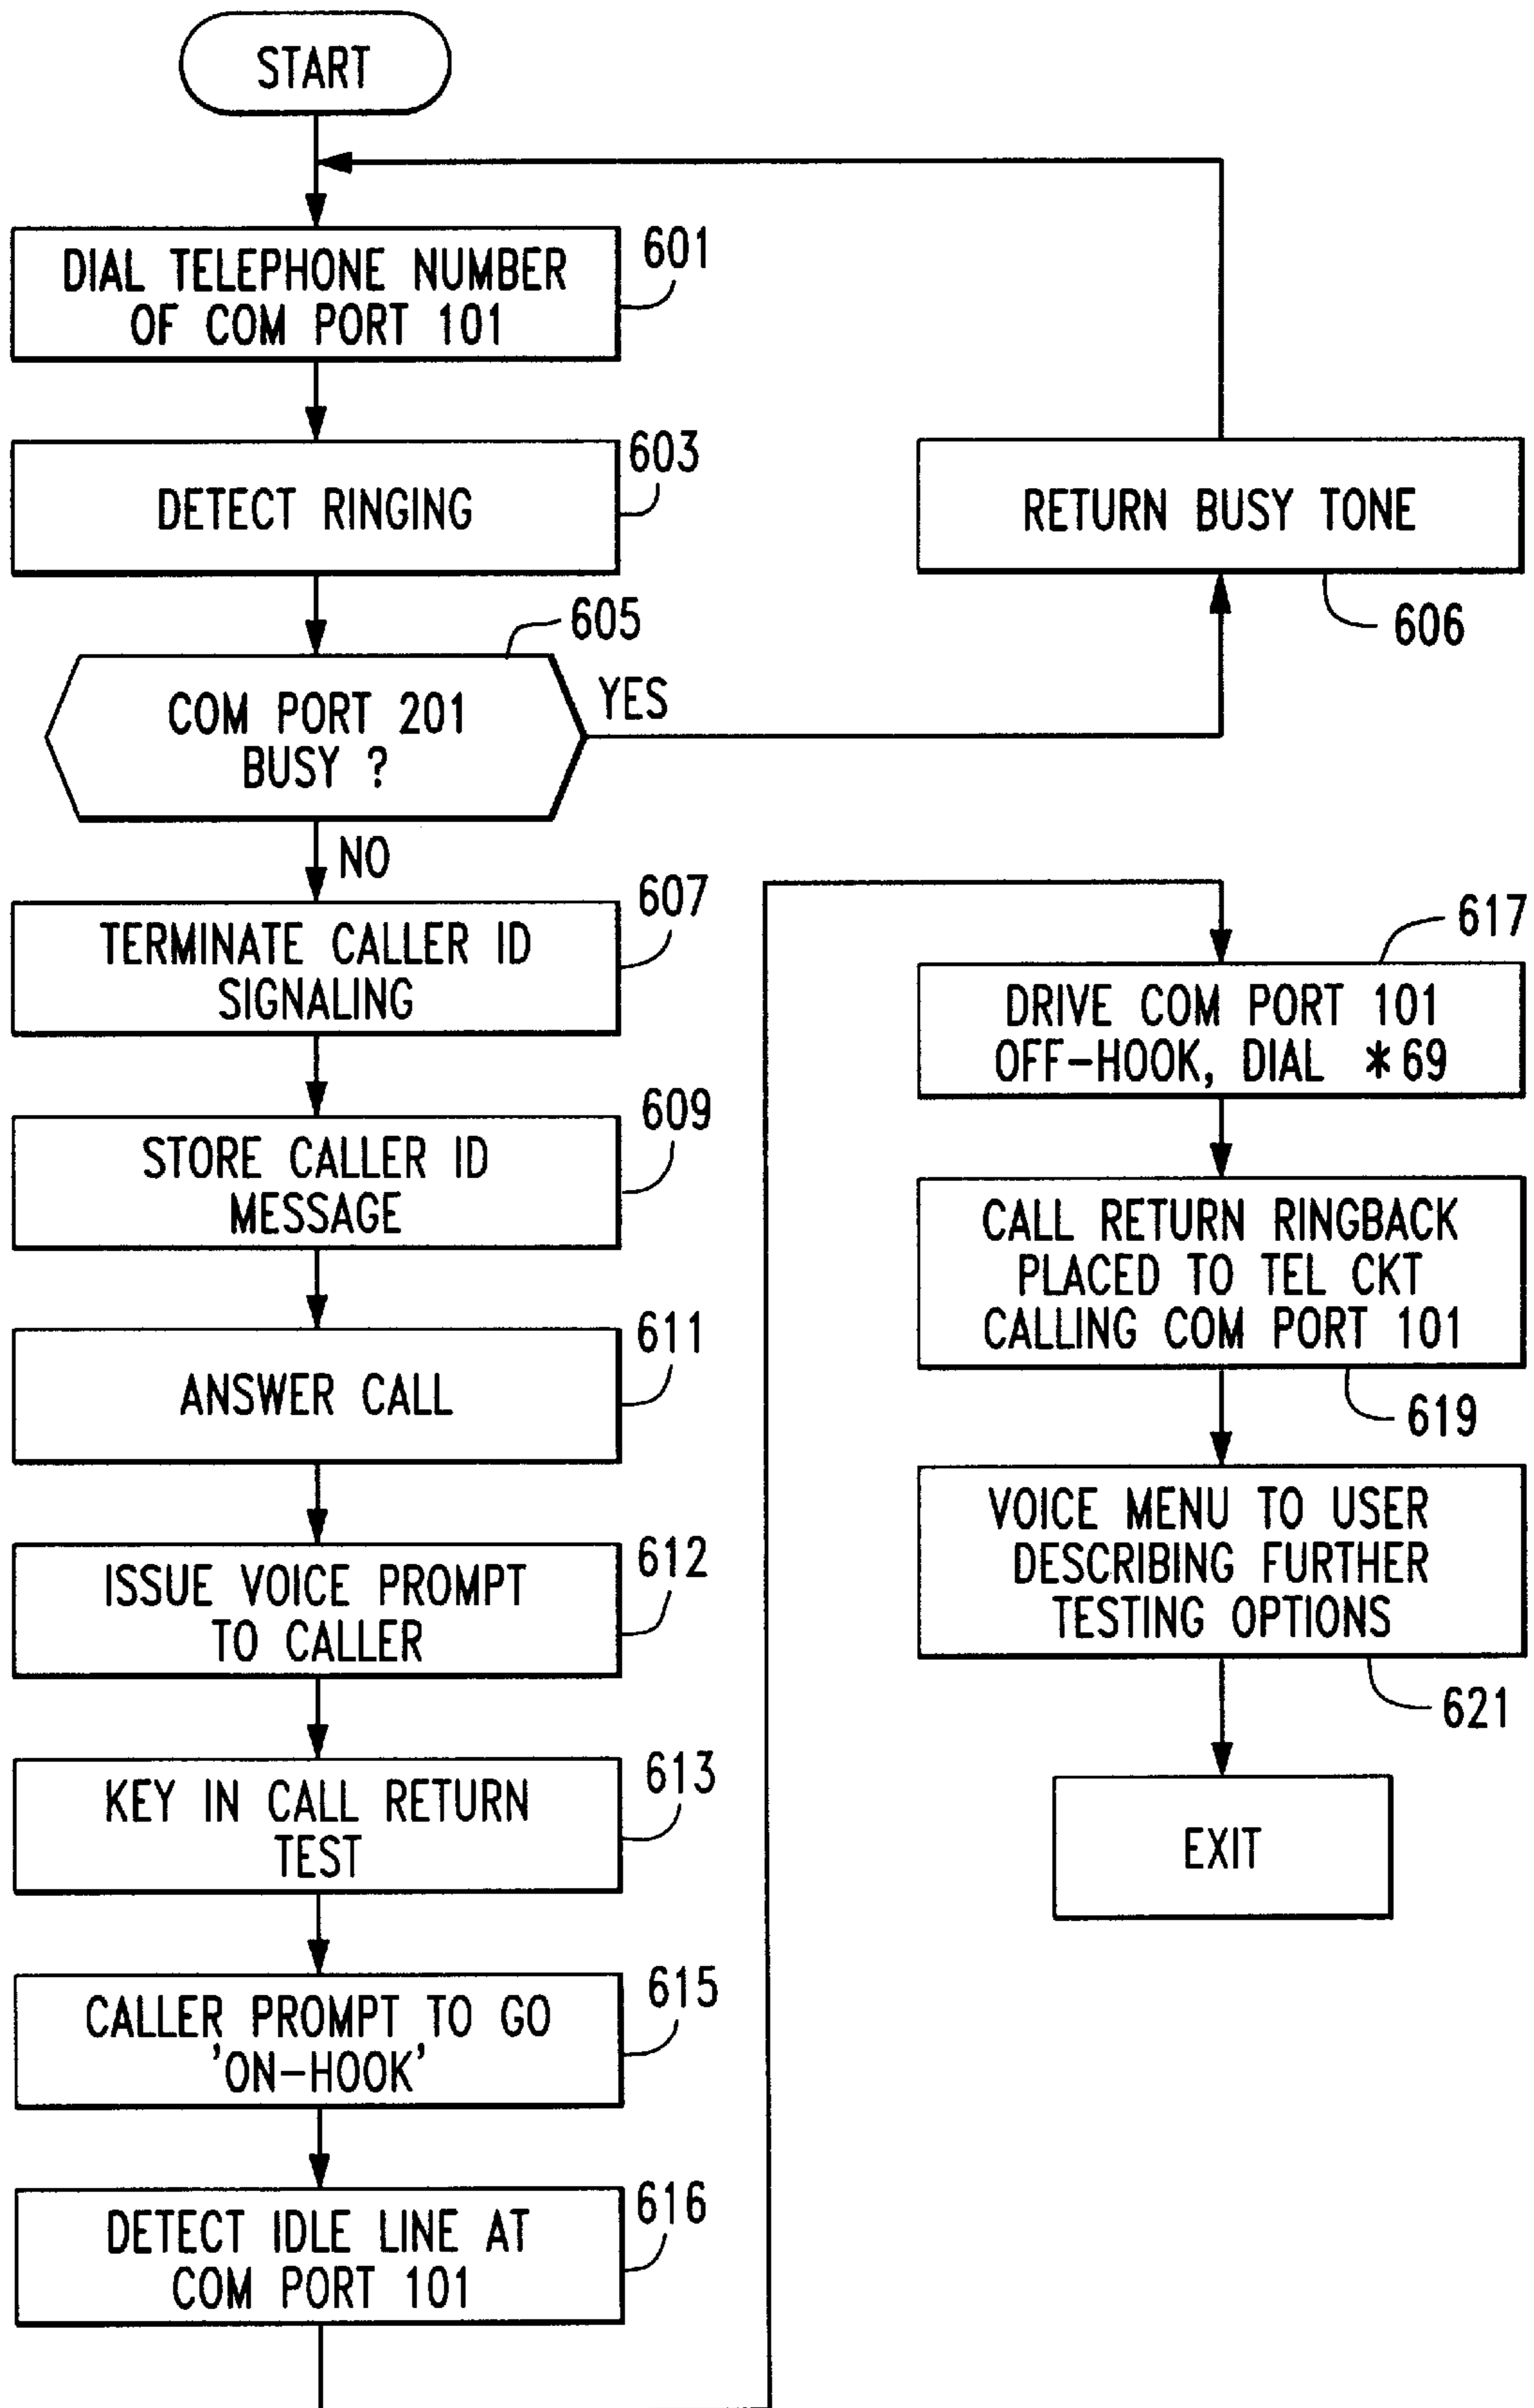 START
DIAL TELEPHONE NUMBER
OF COM PORT 101
601
DETECT RINGING
603
RETURN BUSY TONE
606
605
COM PORT 201
BUSY ?
YES
NO
TERMINATE CALLER ID
SIGNALING
607
STORE CALLER ID
MESSAGE
609
ANSWER CALL
611
ISSUE VOICE PROMPT
TO CALLER
612
KEY IN CALL RETURN
TEST
613
CALLER PROMPT TO GO
'ON-HOOK'
615
DETECT IDLE LINE AT
COM PORT 101
616
617
DRIVE COM PORT 101
OFF-HOOK, DIAL *69
CALL RETURN RINGBACK
PLACED TO TEL CKT
CALLING COM PORT 101
619
VOICE MENU TO USER
DESCRIBING FURTHER
TESTING OPTIONS
621
EXIT